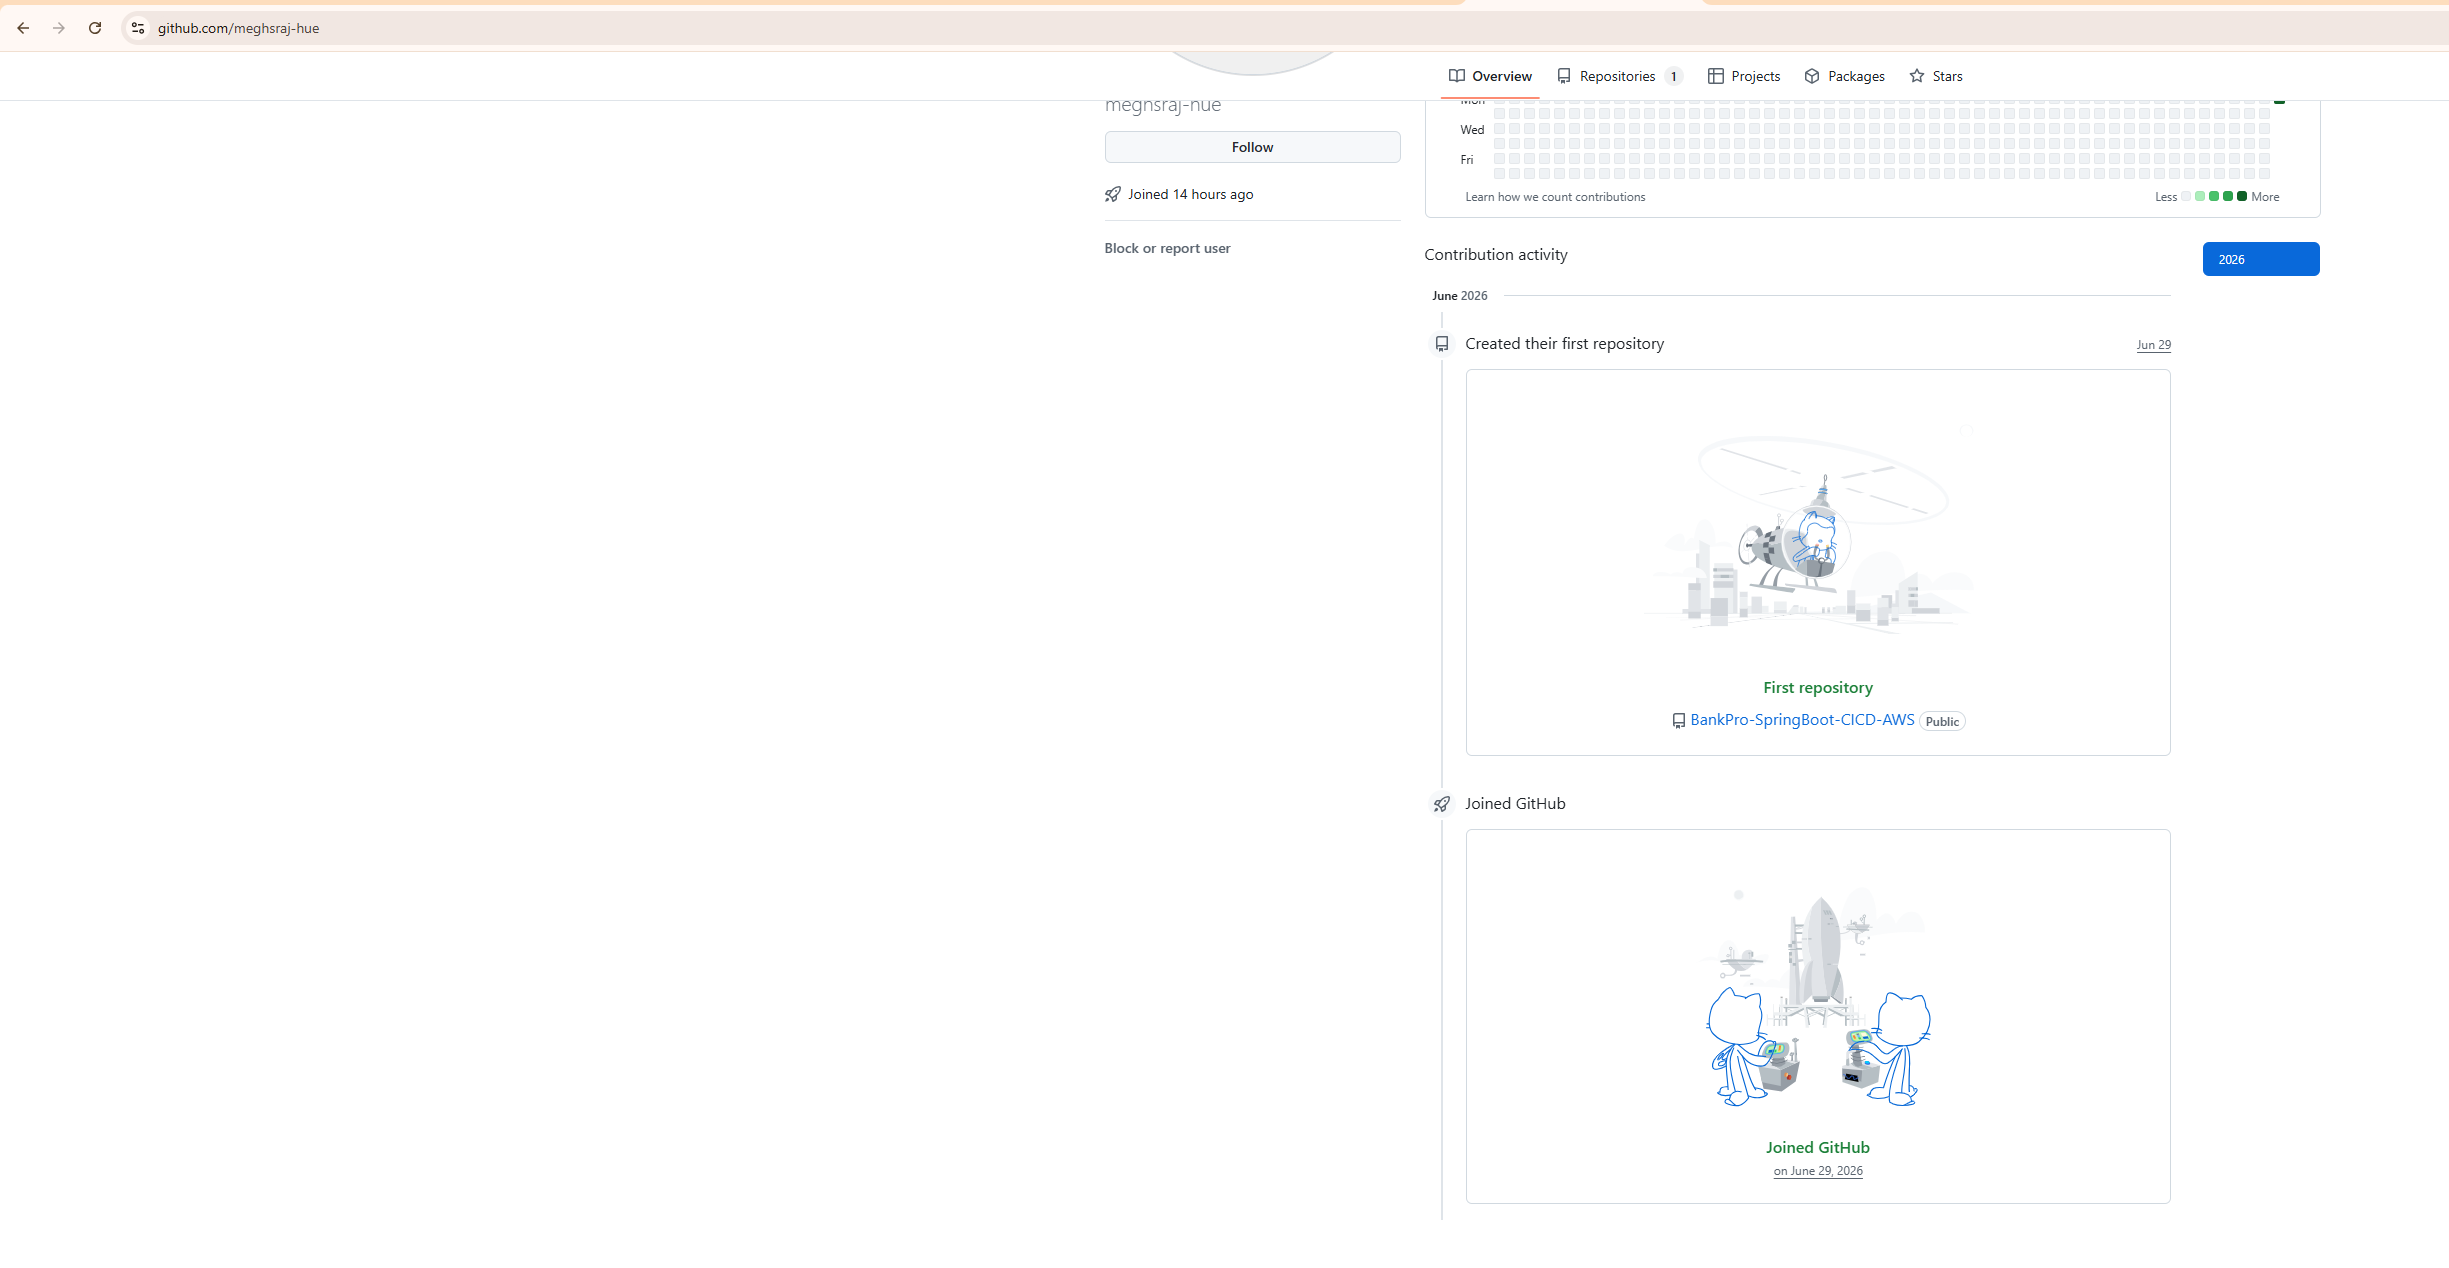 github.com/meghsraj-hue
Overview
Repositories 1
Projects
Packages
Stars
meghsraj-hue
Follow
Joined 14 hours ago
Block or report user
Mon
Wed
Fri
Learn how we count contributions
Less
More
Contribution activity
2026
June 2026
Created their first repository
Jun 29
First repository
BankPro-SpringBoot-CICD-AWS Public
Joined GitHub
Joined GitHub
on June 29, 2026